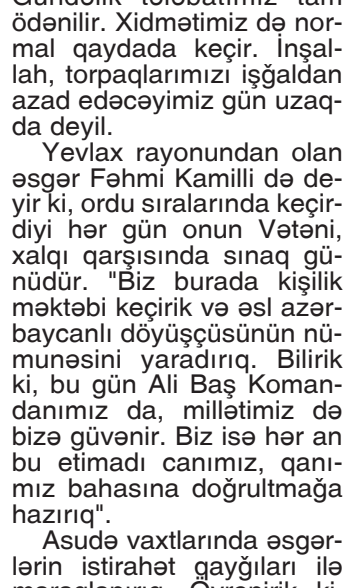 Gündəlik tələbatımız tam
ödənilir. Xidmətimiz də nor-
mal qaydada keçir. İnşal-
lah, torpaqlarımızı işğaldan
azad edəcəyimiz gün uzaq-
da deyil.
Yevlax rayonundan olan
əsgər Fəhmi Kamilli də de-
yir ki, ordu sıralarında keçir-
diyi hər gün onun Vətəni,
xalqı qarşısında sınaq gü-
nüdür. "Biz burada kişilik
məktəbi keçirik və əsl azər-
baycanlı döyüşçüsünün nü-
munəsini yaradırıq. Bilirik
ki, bu gün Ali Baş Koman-
danımız da, millətimiz də
bizə güvənir. Biz isə hər an
bu etimadı canımız, qanı-
mız bahasına doğrultmağa
hazırıq".
Asudə vaxtlarında əsgər-
lərin istirahət qayğıları ilə
maraqlanırıq. Öyrənirik ki,